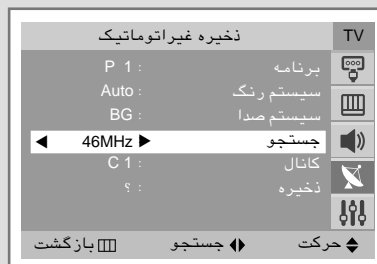 TV ذخیره غیراتوماتیک
برنامه : P 1
سیستم رنگ : Auto
سیستم صدا : BG
جستجو ◀ 46MHz ▶
کانال : C 1
ذخیره : ؟
حرکت جستجو بازگشت